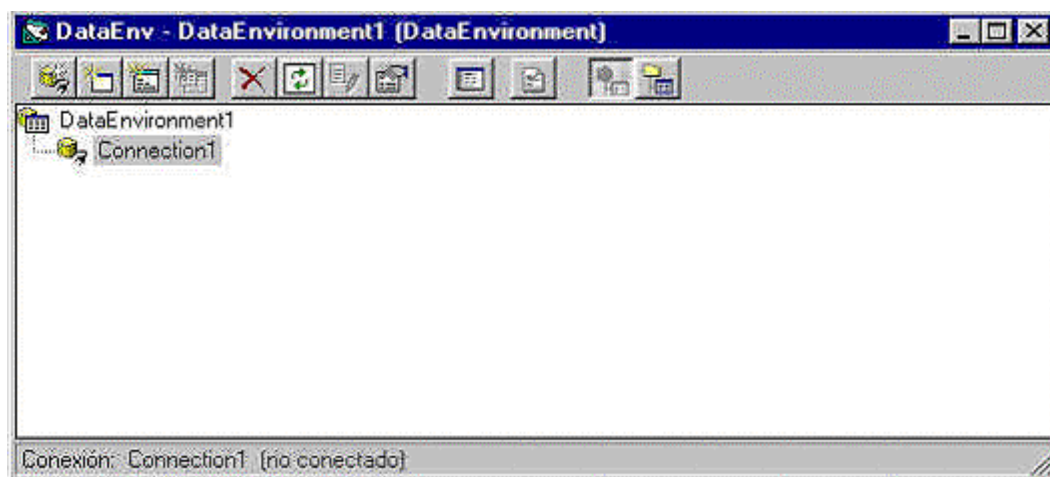 DataEnv - DataEnvironment1 (DataEnvironment)
DataEnvironment1
Connection1
Conexión: Connection1 (no conectado)